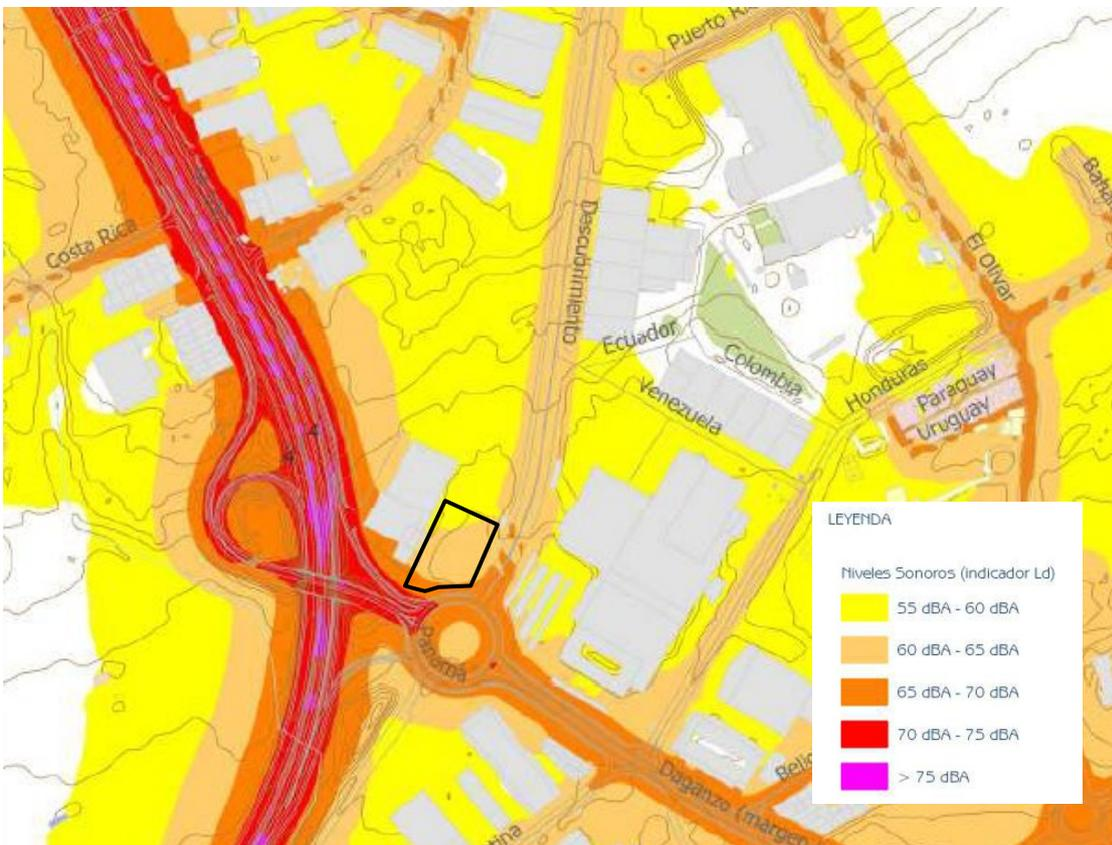 Puerto Ri
Costa Rica
Descubrimiento
El Olivar
Ecuador
Colombia
Venezuela
Honduras
Paraguay
Uruguay
4
Panamá
Daganzo (margen
LEYENDA
Niveles Sonoros (indicador Ld)
55 dBA - 60 dBA
60 dBA - 65 dBA
65 dBA - 70 dBA
70 dBA - 75 dBA
> 75 dBA